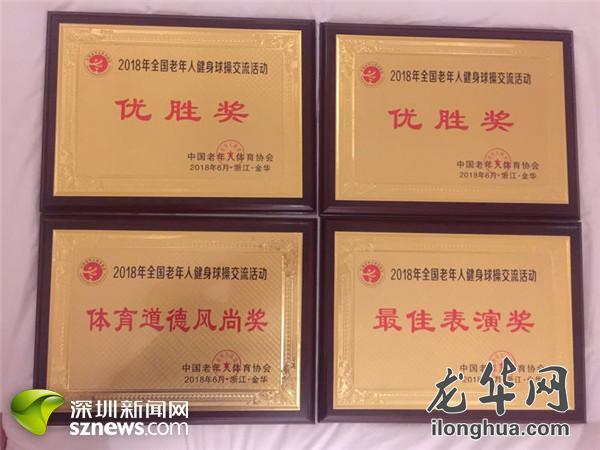 2018年全国老年人健身球操交流活动
优胜奖
中国老年人体育协会
2018年6月·浙江·金华
2018年全国老年人健身球操交流活动
优胜奖
中国老年人体育协会
2018年6月·浙江·金华
2018年全国老年人健身球操交流活动
体育道德风尚奖
中国老年人体育协会
2018年6月·浙江·金华
2018年全国老年人健身球操交流活动
最佳表演奖
中国老年人体育协会
2018年6月·浙江·金华
深圳新闻网
sznews.com
龙华网
ilonghua.com